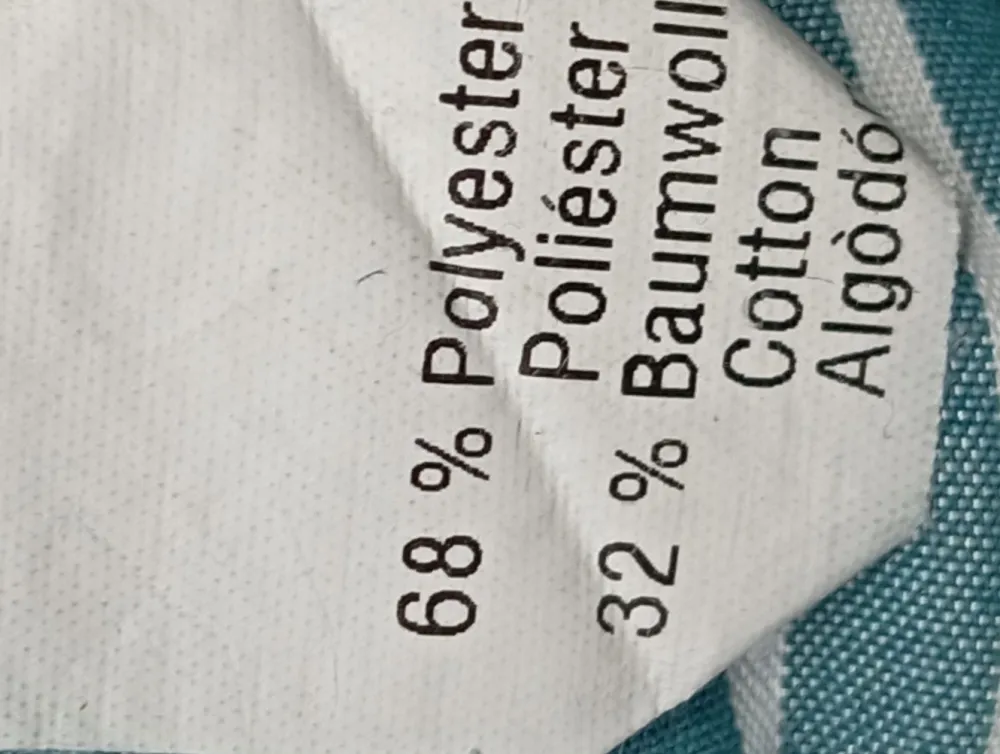 68 % Polyester
Poliéster
32 % Baumwoll
Cotton
Algòdó